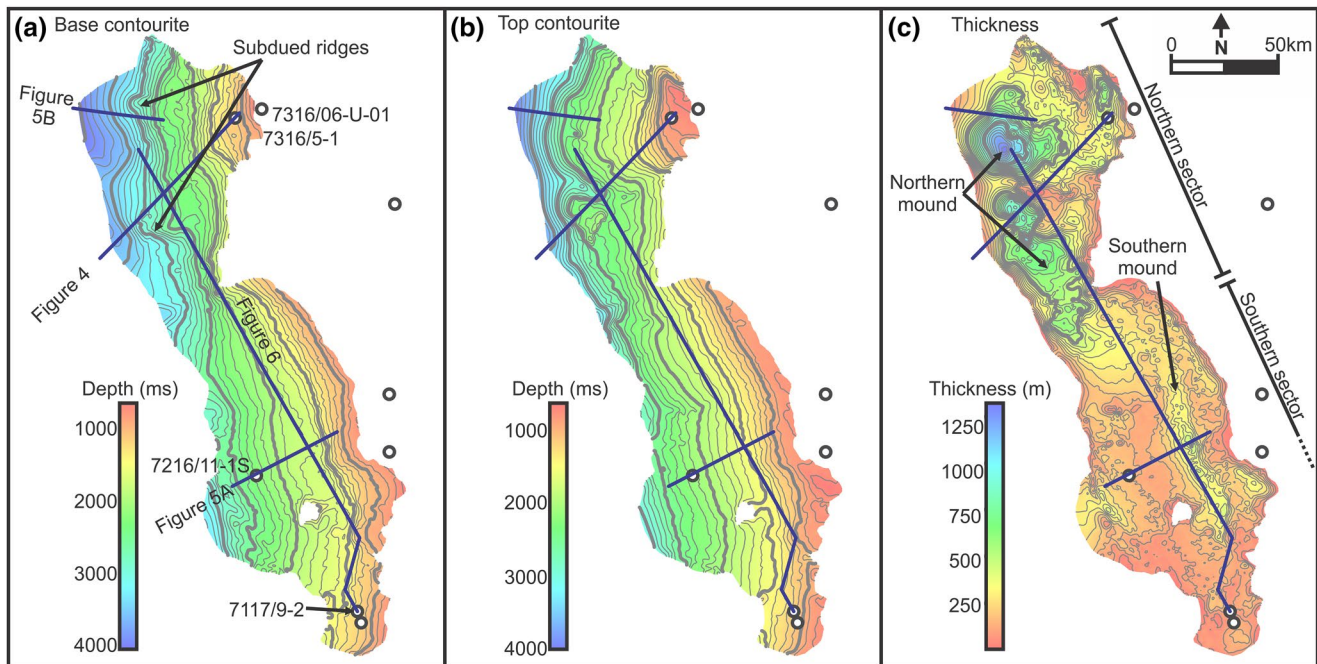 (a) Base contourite
Subdued ridges
Figure
5B
7316/06-U-01
7316/5-1
Figure 4
Figure 6
Depth (ms)
1000
2000
3000
4000
7216/11-1S
Figure 5A
7117/9-2
(b) Top contourite
Depth (ms)
1000
2000
3000
4000
(c) Thickness
0 N 50km
Northern sector
Northern
mound
Southern
mound
Southern sector
Thickness (m)
1250
1000
750
500
250